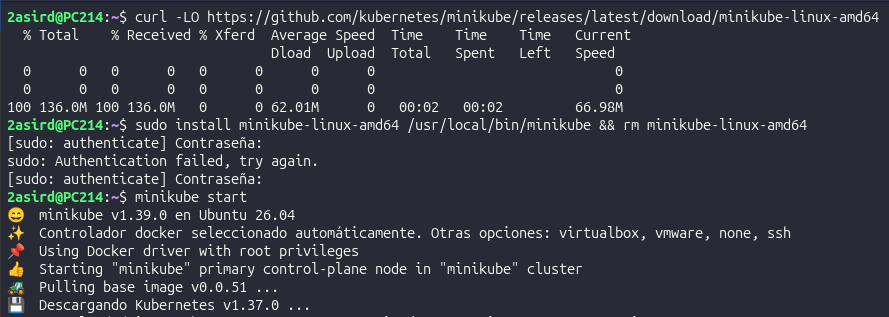 2asird@PC214:~$ curl -LO https://github.com/kubernetes/minikube/releases/latest/download/minikube-linux-amd64
% Total % Received % Xferd Average Speed Time Time Time Current
Dload Upload Total Spent Left Speed
0 0 0 0 0 0 0 0 0
0 0 0 0 0 0 0 0 0
100 136.0M 100 136.0M 0 0 62.01M 0 00:02 00:02 66.98M
2asird@PC214:~$ sudo install minikube-linux-amd64 /usr/local/bin/minikube && rm minikube-linux-amd64
[sudo: authenticate] Contraseña:
sudo: Authentication failed, try again.
[sudo: authenticate] Contraseña:
2asird@PC214:~$ minikube start
😄 minikube v1.39.0 en Ubuntu 26.04
✨ Controlador docker seleccionado automáticamente. Otras opciones: virtualbox, vmware, none, ssh
📌 Using Docker driver with root privileges
👍 Starting "minikube" primary control-plane node in "minikube" cluster
🚜 Pulling base image v0.0.51 ...
💾 Descargando Kubernetes v1.37.0 ...